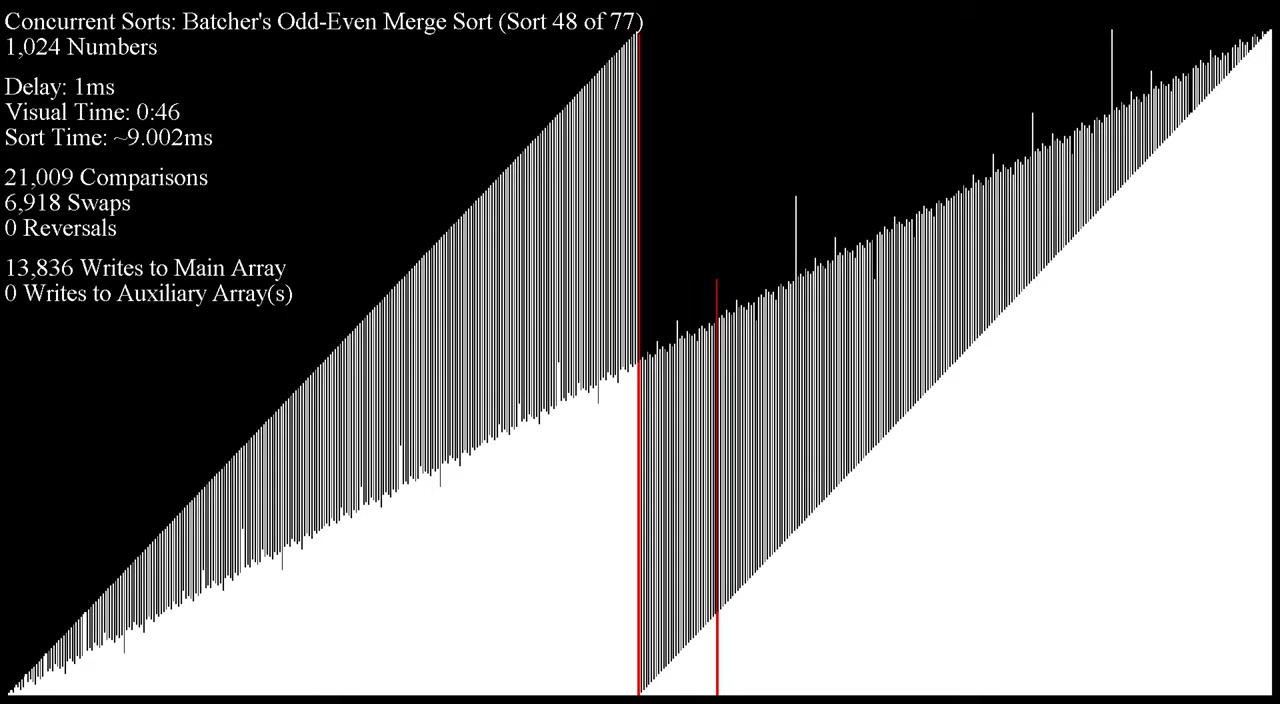 Concurrent Sorts: Batcher's Odd-Even Merge Sort (Sort 48 of 77)
1,024 Numbers
Delay: 1ms
Visual Time: 0:46
Sort Time: ~9.002ms
21,009 Comparisons
6,918 Swaps
0 Reversals
13,836 Writes to Main Array
0 Writes to Auxiliary Array(s)